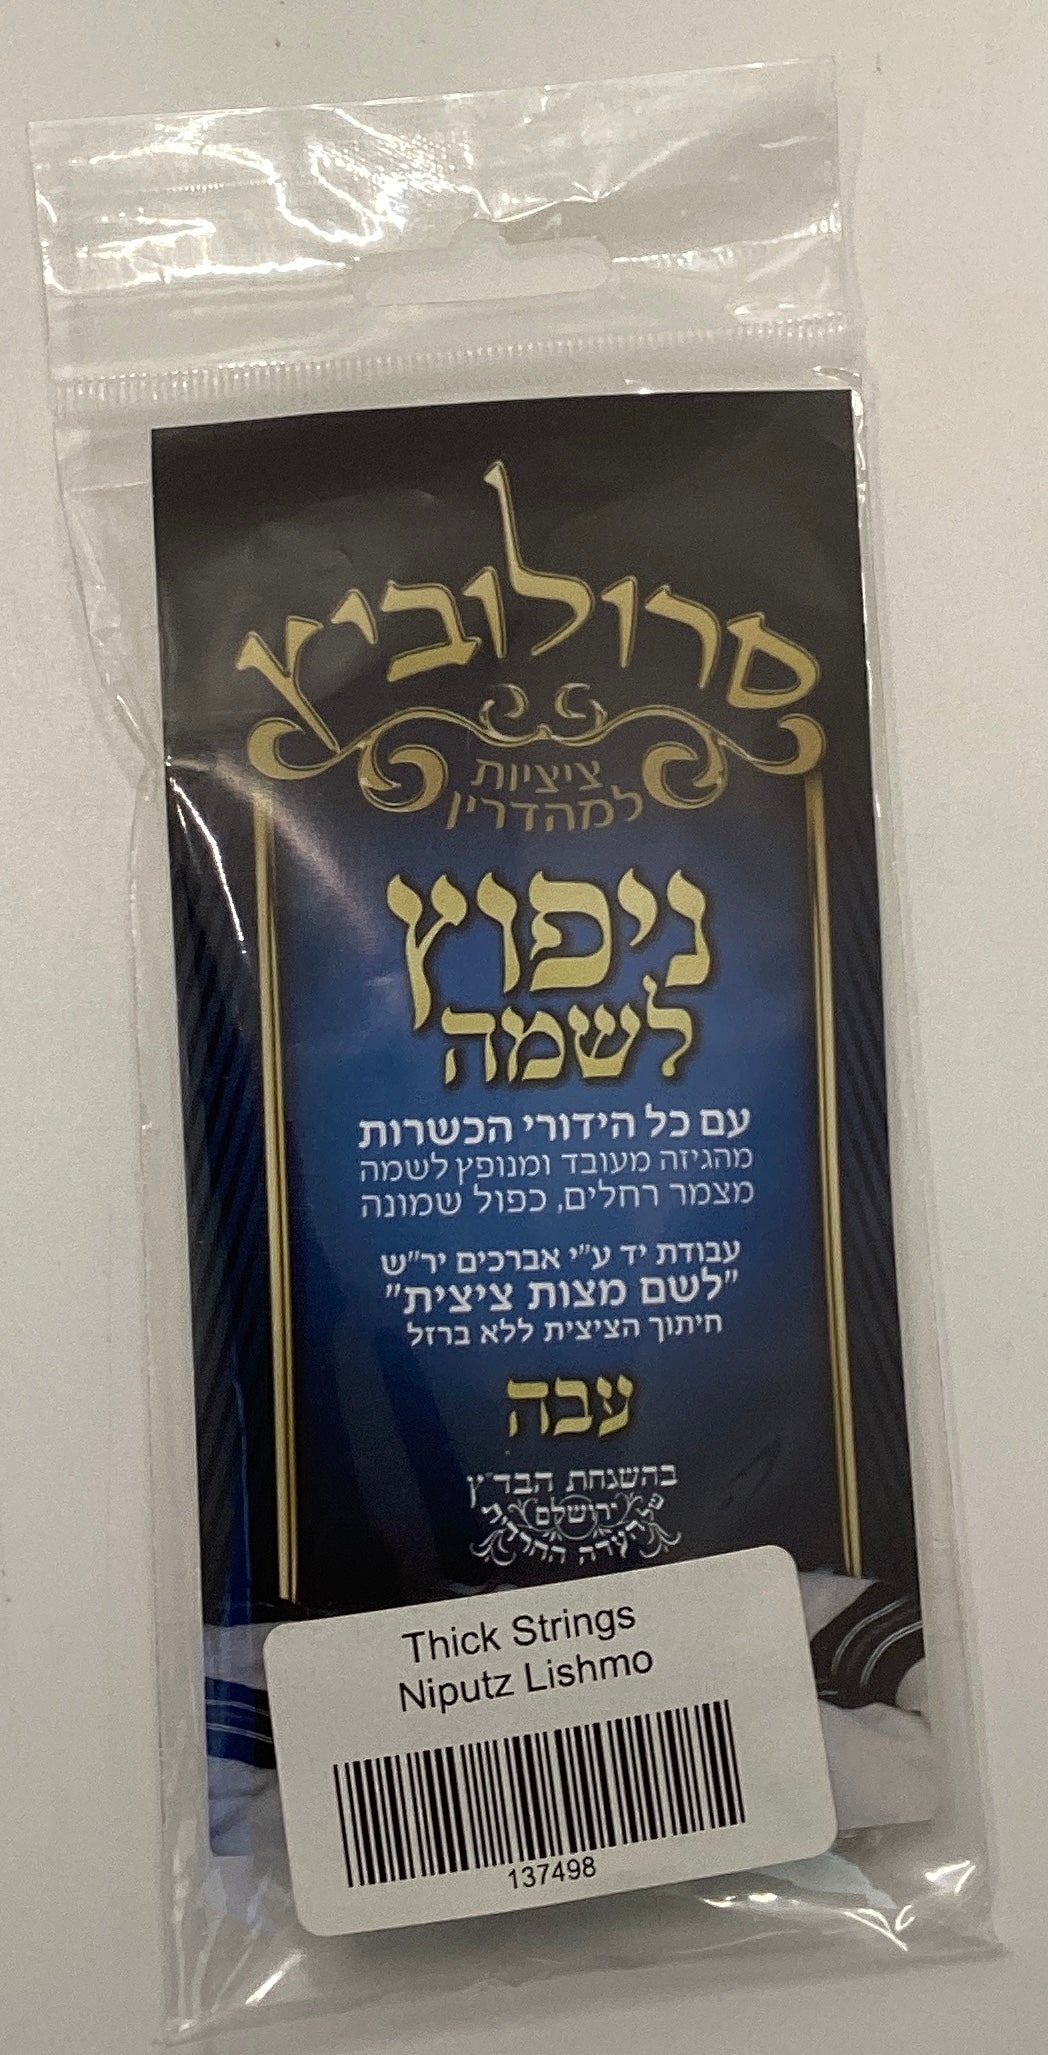 סרולוביץ
ציציות
למהדרין
ניפוץ
לשמה
עם כל הידורי הכשרות
מהגיזה מעובד ומנופץ לשמה
מצמר רחלים, כפול שמונה
עבודת יד ע"י אברכים יר"ש
"לשם מצות ציצית"
חיתוך הציצית ללא ברזל
עבה
בהשגחת הבד"ץ
ירושלם
של העדה החרדית
Thick Strings
Niputz Lishmo
137498